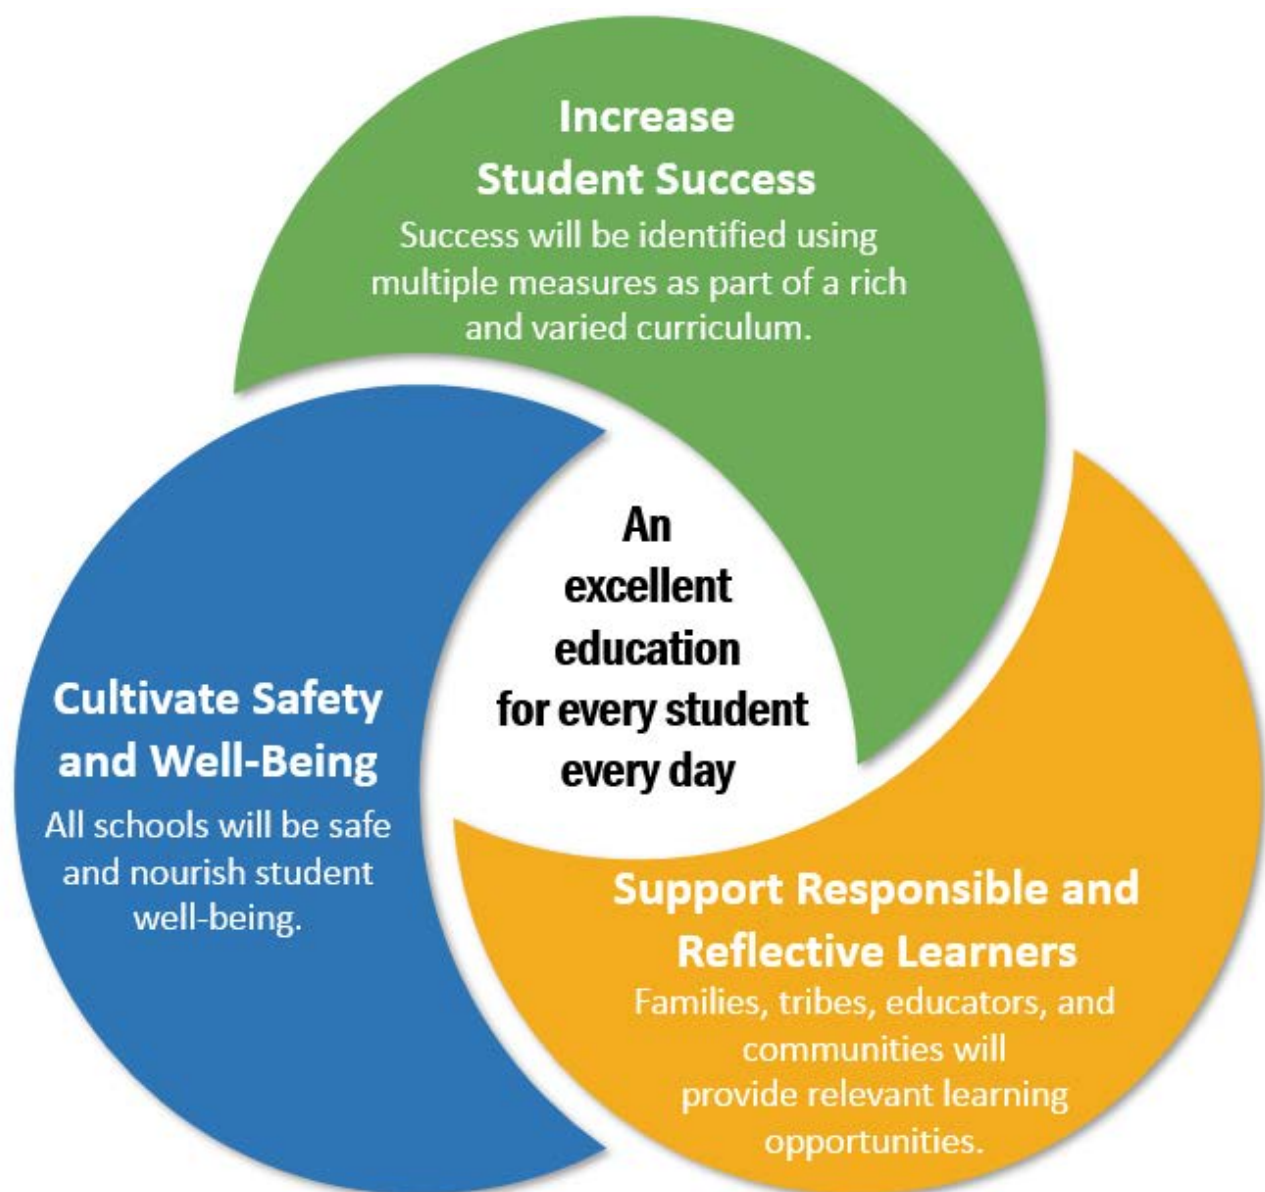 Increase
Student Success
Success will be identified using
multiple measures as part of a rich
and varied curriculum.
An
excellent
education
for every student
every day
Cultivate Safety
and Well-Being
All schools will be safe
and nourish student
well-being.
Support Responsible and
Reflective Learners
Families, tribes, educators, and
communities will
provide relevant learning
opportunities.